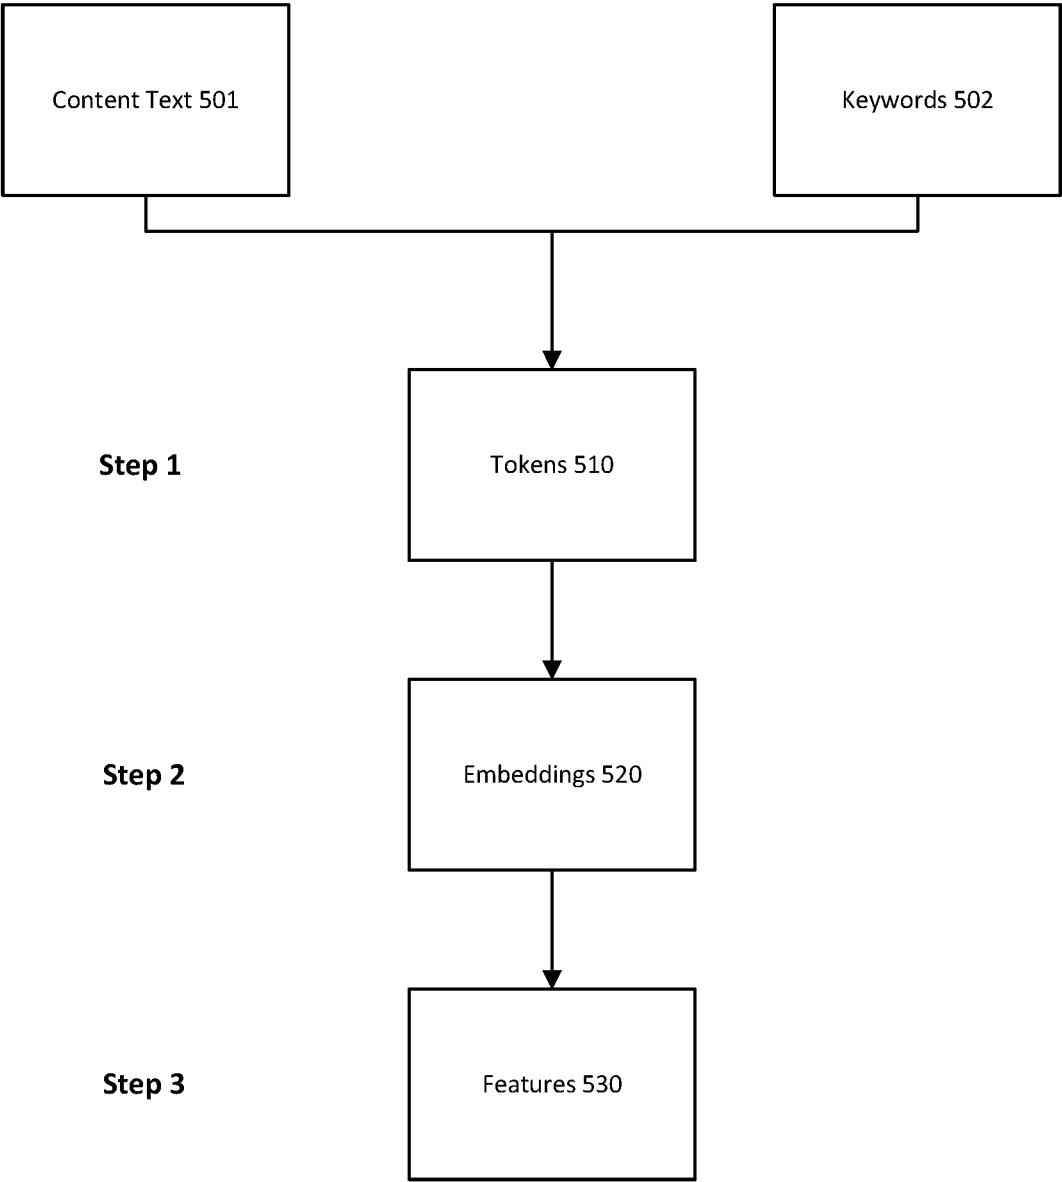 Content Text 501
Keywords 502
Step 1
Tokens 510
Step 2
Embeddings 520
Step 3
Features 530